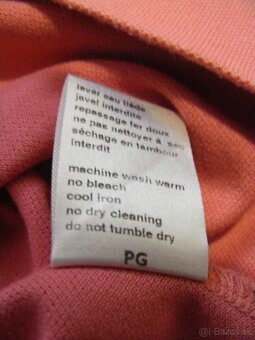 laver eau tiède
javel interdite
repassage fer doux
ne pas nettoyer à sec
séchage en tambour
interdit
machine wash warm
no bleach
cool iron
no dry cleaning
do not tumble dry
PG